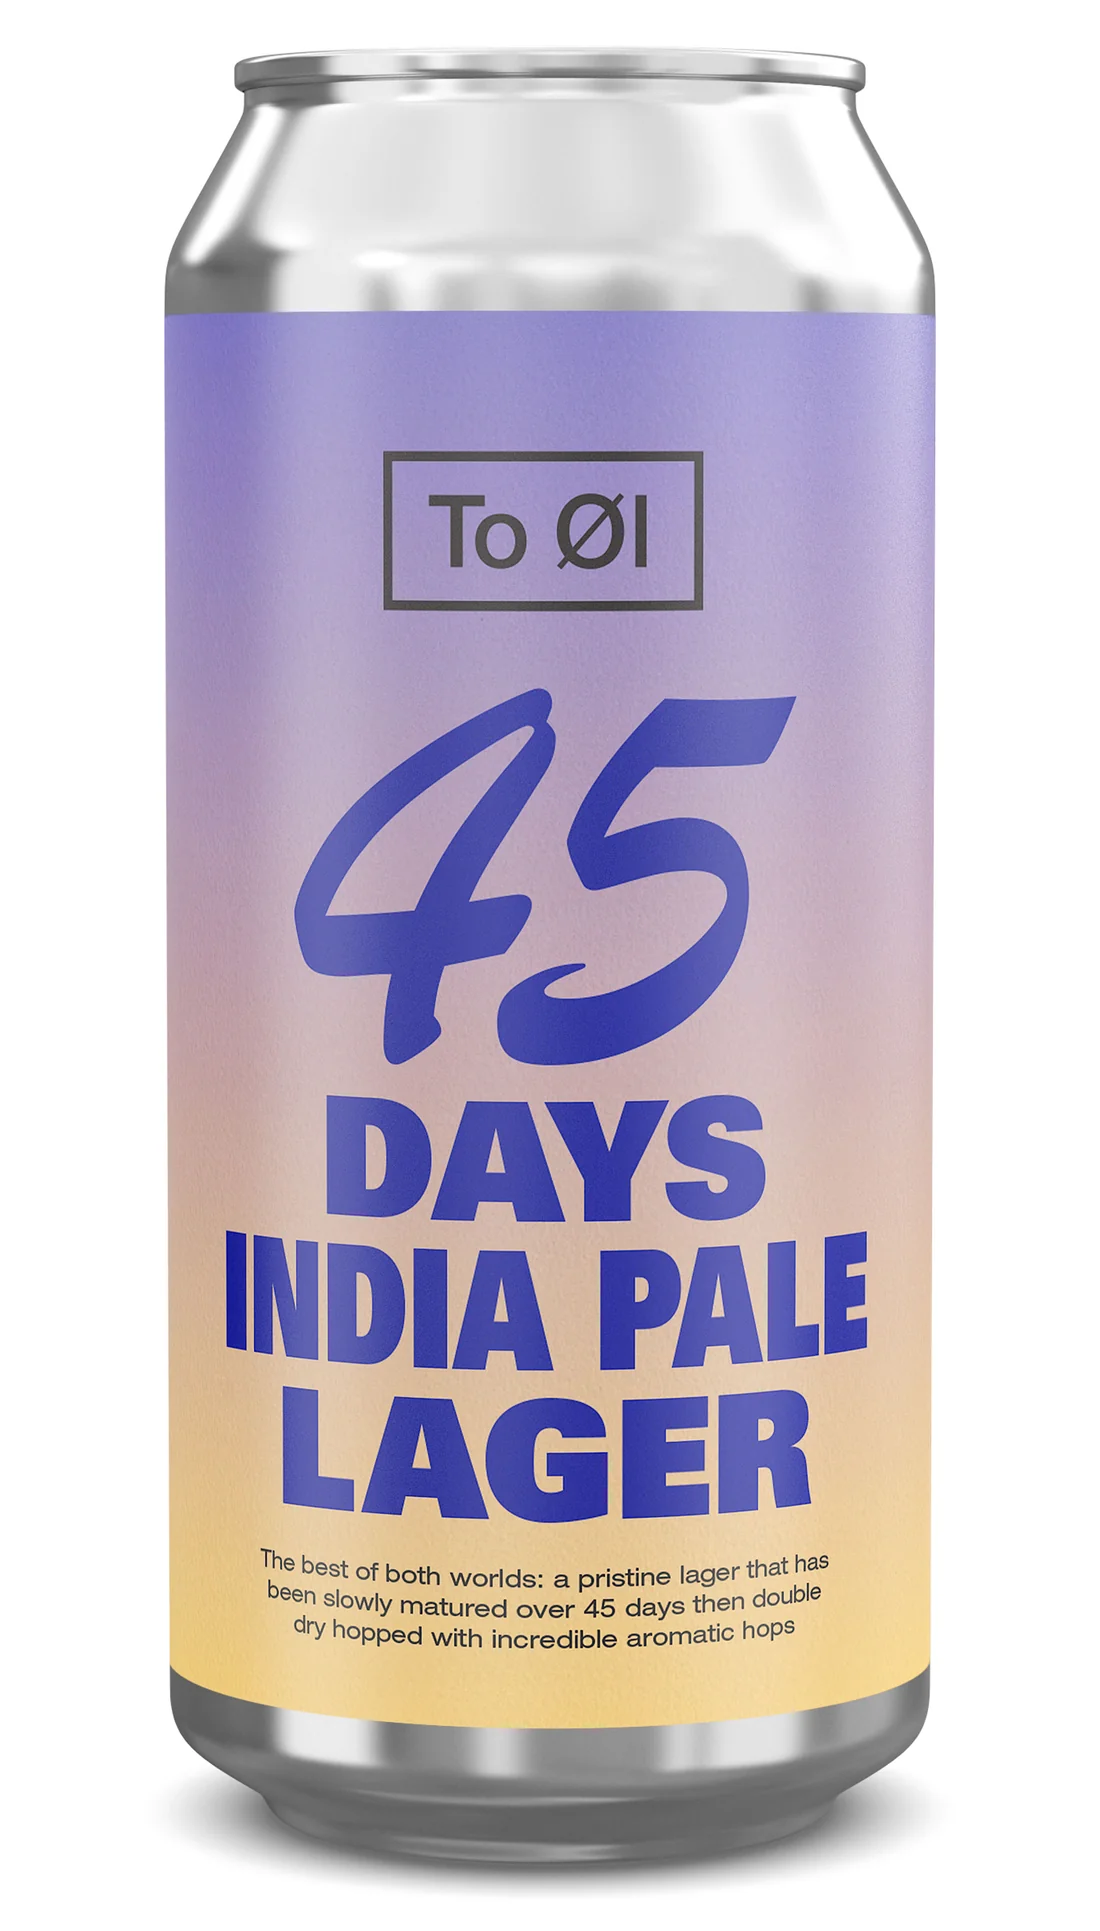 To Øl
45
DAYS
INDIA PALE
LAGER
The best of both worlds: a pristine lager that has
been slowly matured over 45 days then double
dry hopped with incredible aromatic hops